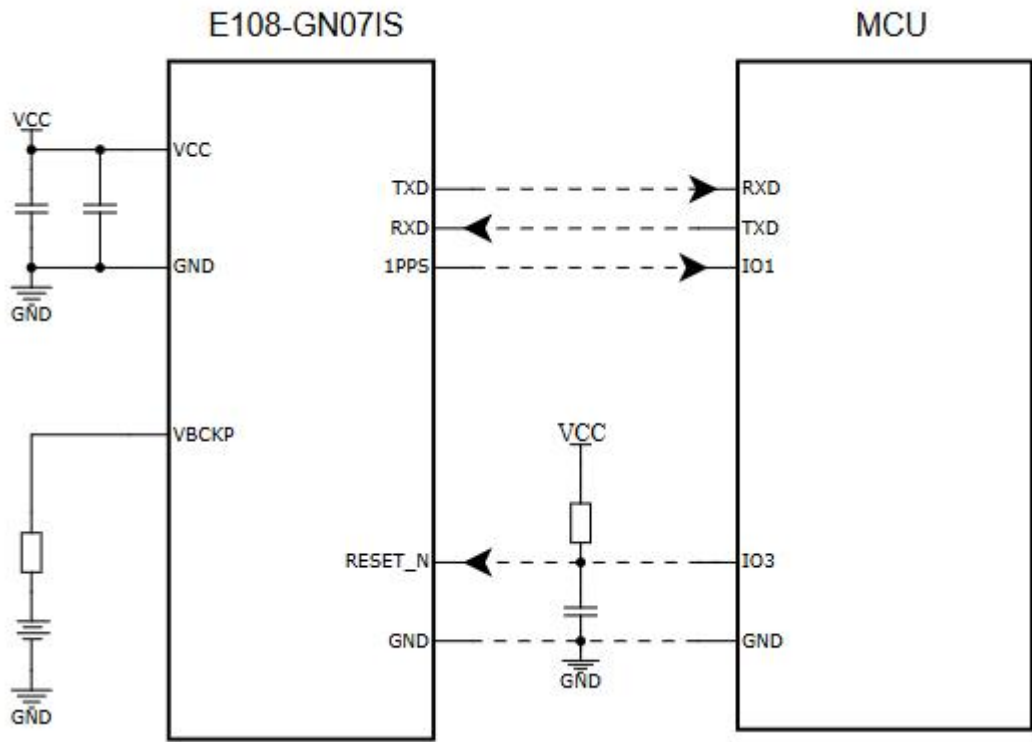 E108-GN07IS
MCU
VCC
VCC
TXD
RXD
RXD
TXD
GND
1PPS
IO1
GND
VBCKP
VCC
RESET_N
IO3
GND
GND
GND
GND